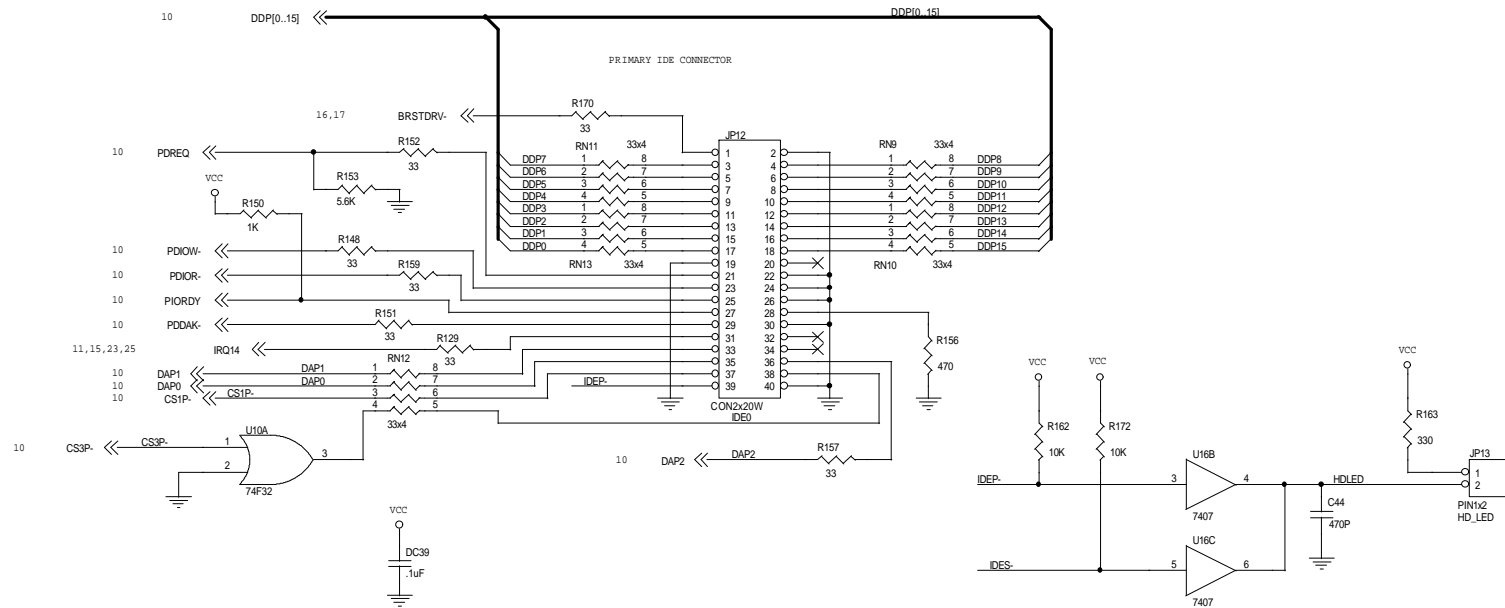 10 DDP[0..15] DDP[0..15]
PRIMARY IDE CONNECTOR
16,17 BRSTDRV- R170 33
JP12
10 PDREQ R152 33
RN11 33x4 RN9 33x4
VCC R153 5.6K
R150 1K
1 2
DDP7 1 8 3 4 1 8 DDP8
DDP6 2 7 5 6 2 7 DDP9
DDP5 3 6 7 8 3 6 DDP10
DDP4 4 5 9 10 4 5 DDP11
DDP3 1 8 11 12 1 8 DDP12
DDP2 2 7 13 14 2 7 DDP13
DDP1 3 6 15 16 3 6 DDP14
DDP0 4 5 17 18 4 5 DDP15
RN13 33x4 19 20 RN10 33x4
10 PDIOW- R148 33 21 22
10 PDIOR- R159 33 23 24
10 PIORDY 25 26
27 28
10 PDDAK- R151 33 29 30
11,15,23,25 IRQ14 R129 33 31 32
33 34
RN12
10 DAP1 DAP1 1 8 35 36
10 DAP0 DAP0 2 7 37 38
10 CS1P- CS1P- 3 6 IDEP- 39 40
4 5 33x4
CON2x20W
IDE0
R156
470
10 CS3P- CS3P- 1 U10A 3
2
74F32
10 DAP2 DAP2 R157 33
VCC
DC39
.1uF
VCC VCC VCC
R162 10K R172 10K R163 330
U16B JP13
IDEP- 3 4 HDLED 1
2
7407 C44 470P PIN1x2
HD_LED
U16C
IDES- 5 6
7407